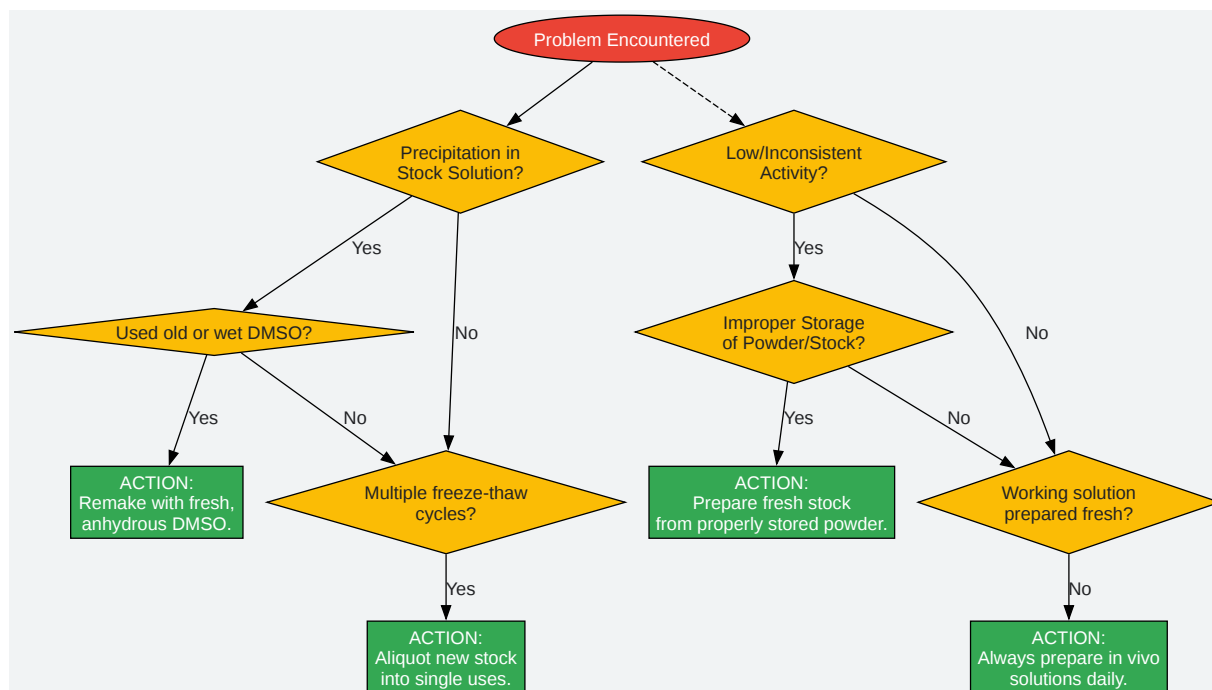 Problem Encountered
Precipitation in
Stock Solution?
Low/Inconsistent
Activity?
Yes
No
Yes
No
Used old or wet DMSO?
Improper Storage
of Powder/Stock?
Yes
No
Yes
No
ACTION:
Remake with fresh,
anhydrous DMSO.
Multiple freeze-thaw
cycles?
ACTION:
Prepare fresh stock
from properly stored powder.
Working solution
prepared fresh?
Yes
No
ACTION:
Aliquot new stock
into single uses.
ACTION:
Always prepare in vivo
solutions daily.